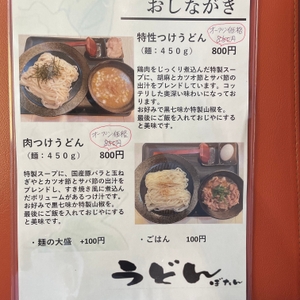 おしながき
特性つけうどん
オープン価格
(麺：450g) 800円
鶏肉をじっくり煮込んだ特製スー
プに、胡麻とカツオ節とサバ節の
出汁をブレンドしています。コッ
テリした奥深い味わいになって
おります。
お好みで黒七味か特製山椒を、
最後にご飯を入れておじやにする
と美味です。
肉つけうどん
オープン価格
(麺：450g) 800円
特製スープに、国産豚バラと玉ね
ぎやとカツオ節とサバ節の出汁を
ブレンドし、すき焼き風に煮込ん
だボリュームがあるつけ汁です。
お好みで黒七味か特製山椒を。
最後にご飯を入れておじやにする
と美味です。
・麺の大盛 +100円
・ごはん 100円
うどん